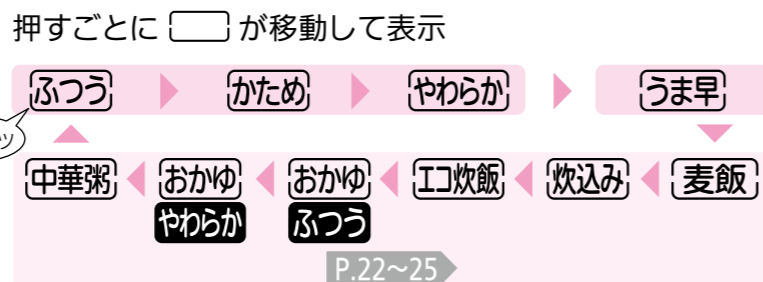 押すごとに が移動して表示
ふつう かため やわらか うま早
中華粥 おかゆ おかゆ エコ炊飯 炊込み 麦飯
やわらか ふつう
P.22~25